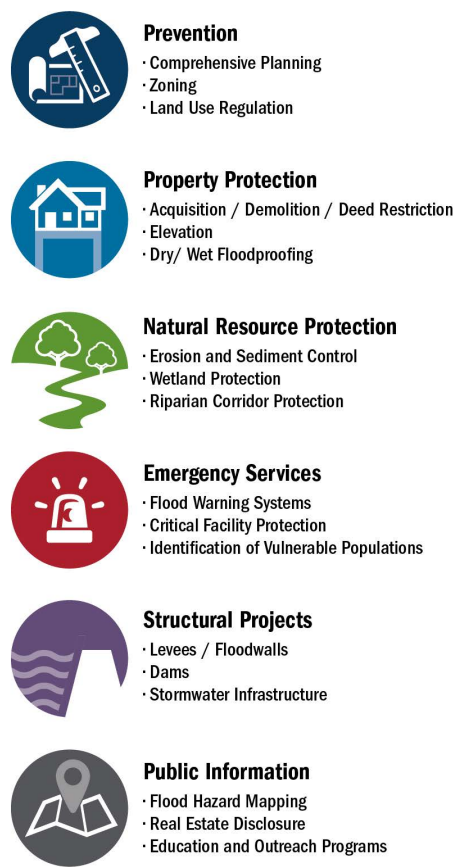 Prevention
· Comprehensive Planning
· Zoning
· Land Use Regulation
Property Protection
· Acquisition / Demolition / Deed Restriction
· Elevation
· Dry/ Wet Floodproofing
Natural Resource Protection
· Erosion and Sediment Control
· Wetland Protection
· Riparian Corridor Protection
Emergency Services
· Flood Warning Systems
· Critical Facility Protection
· Identification of Vulnerable Populations
Structural Projects
· Levees / Floodwalls
· Dams
· Stormwater Infrastructure
Public Information
· Flood Hazard Mapping
· Real Estate Disclosure
· Education and Outreach Programs